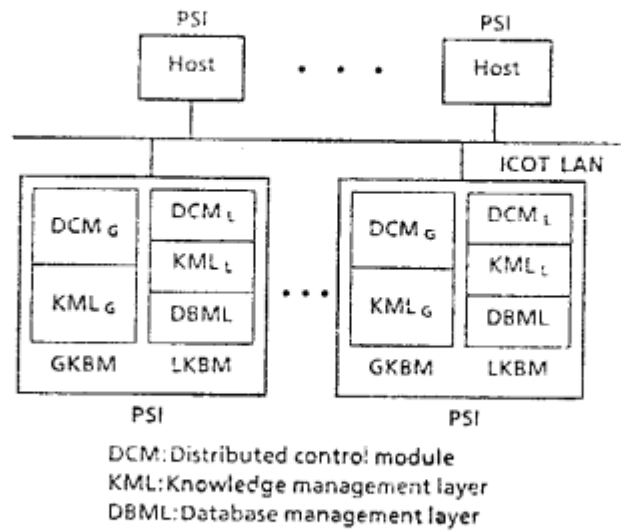 PSI PSI
Host • • • Host
ICOT LAN
DCM G DCM L DCM G DCM L
KML L KML L
KML G • • • KML G
DBML DBML
GKBM LKBM GKBM LKBM
PSI PSI
DCM:Distributed control module
KML:Knowledge management layer
DBML:Database management layer